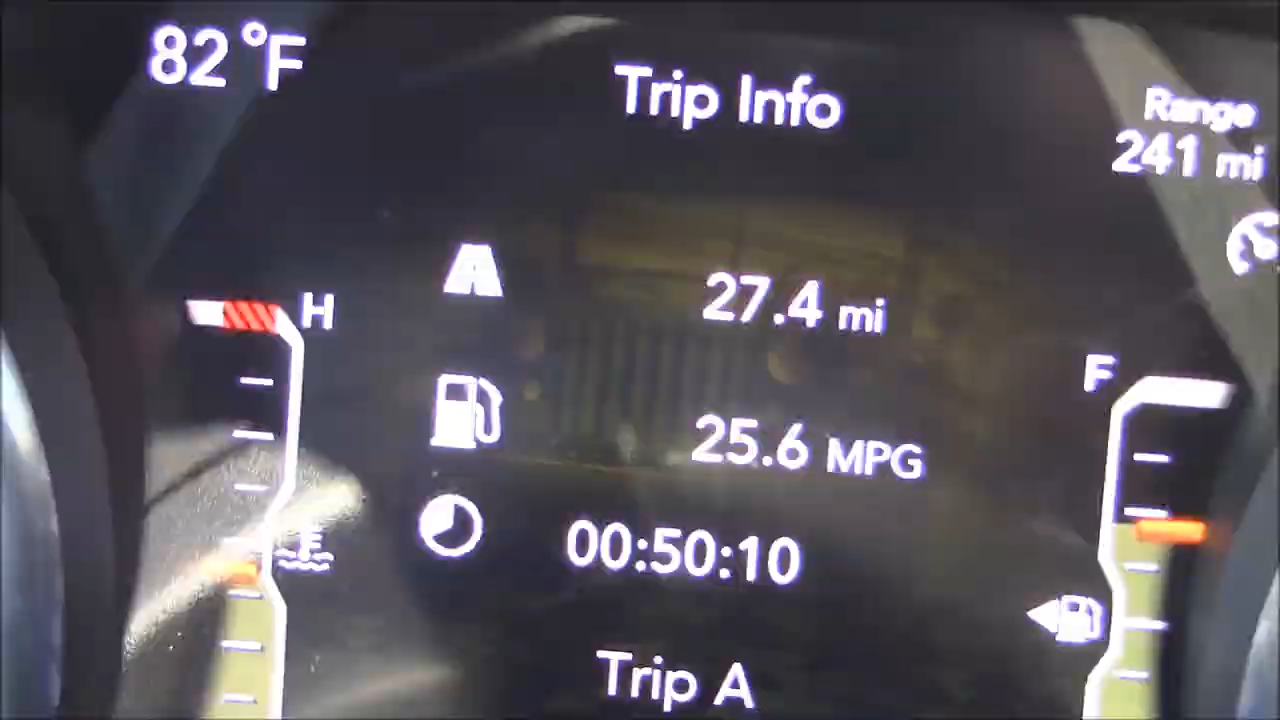 82°F
Trip Info
Range
241 mi
H
27.4 mi
F
25.6 MPG
00:50:10
Trip A